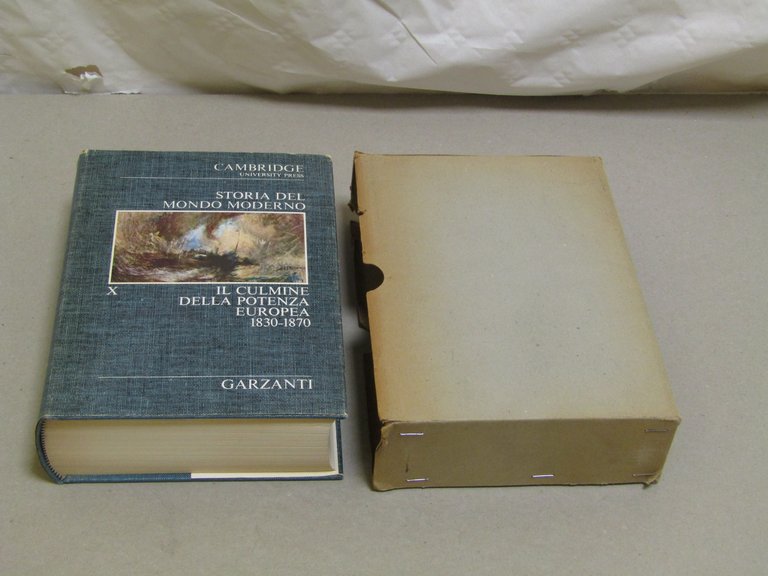 CAMBRIDGE
UNIVERSITY PRESS
STORIA DEL
MONDO MODERNO
X IL CULMINE
DELLA POTENZA
EUROPEA
1830-1870
GARZANTI